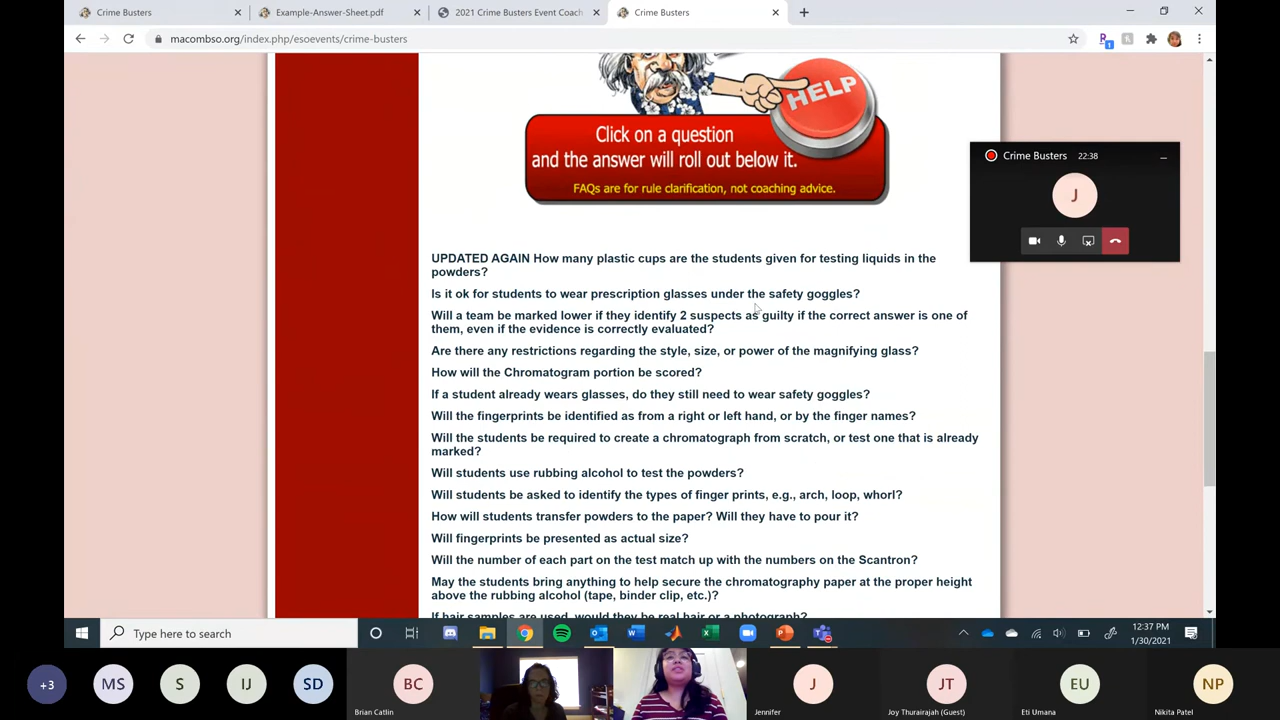 Crime Busters
Example-Answer-Sheet.pdf
2021 Crime Busters Event Coach
Crime Busters
macombso.org/index.php/esoevents/crime-busters
HELP
Click on a question
and the answer will roll out below it.
FAQs are for rule clarification, not coaching advice.
Crime Busters 22:38
J
UPDATED AGAIN How many plastic cups are the students given for testing liquids in the
powders?
Is it ok for students to wear prescription glasses under the safety goggles?
Will a team be marked lower if they identify 2 suspects as guilty if the correct answer is one of
them, even if the evidence is correctly evaluated?
Are there any restrictions regarding the style, size, or power of the magnifying glass?
How will the Chromatogram portion be scored?
If a student already wears glasses, do they still need to wear safety goggles?
Will the fingerprints be identified as from a right or left hand, or by the finger names?
Will the students be required to create a chromatograph from scratch, or test one that is already
marked?
Will students use rubbing alcohol to test the powders?
Will students be asked to identify the types of finger prints, e.g., arch, loop, whorl?
How will students transfer powders to the paper? Will they have to pour it?
Will fingerprints be presented as actual size?
Will the number of each part on the test match up with the numbers on the Scantron?
May the students bring anything to help secure the chromatography paper at the proper height
above the rubbing alcohol (tape, binder clip, etc.)?
If hair samples are used, would they be real hair or a photograph?
Type here to search
12:37 PM
1/30/2021
+3
MS
S
IJ
SD
BC
J
JT
EU
NP
Brian Catlin
Jennifer
Joy Thurairajah (Guest)
Eti Umana
Nikita Patel